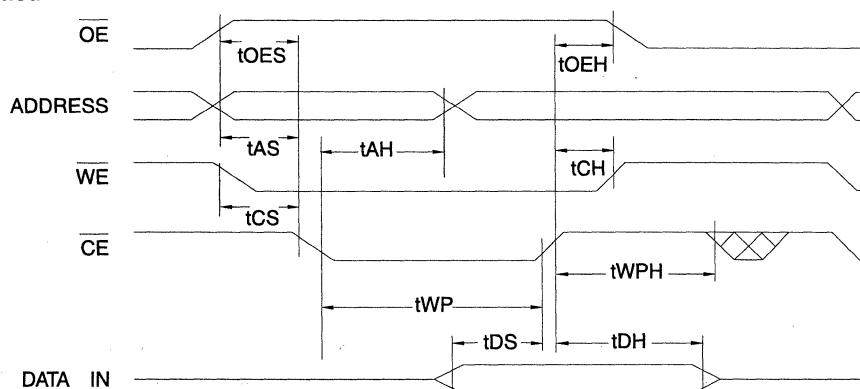 OE
tOES
tOEH
ADDRESS
tAS
tAH
tCH
WE
tCS
CE
tWPH
tWP
tDS
tDH
DATA IN